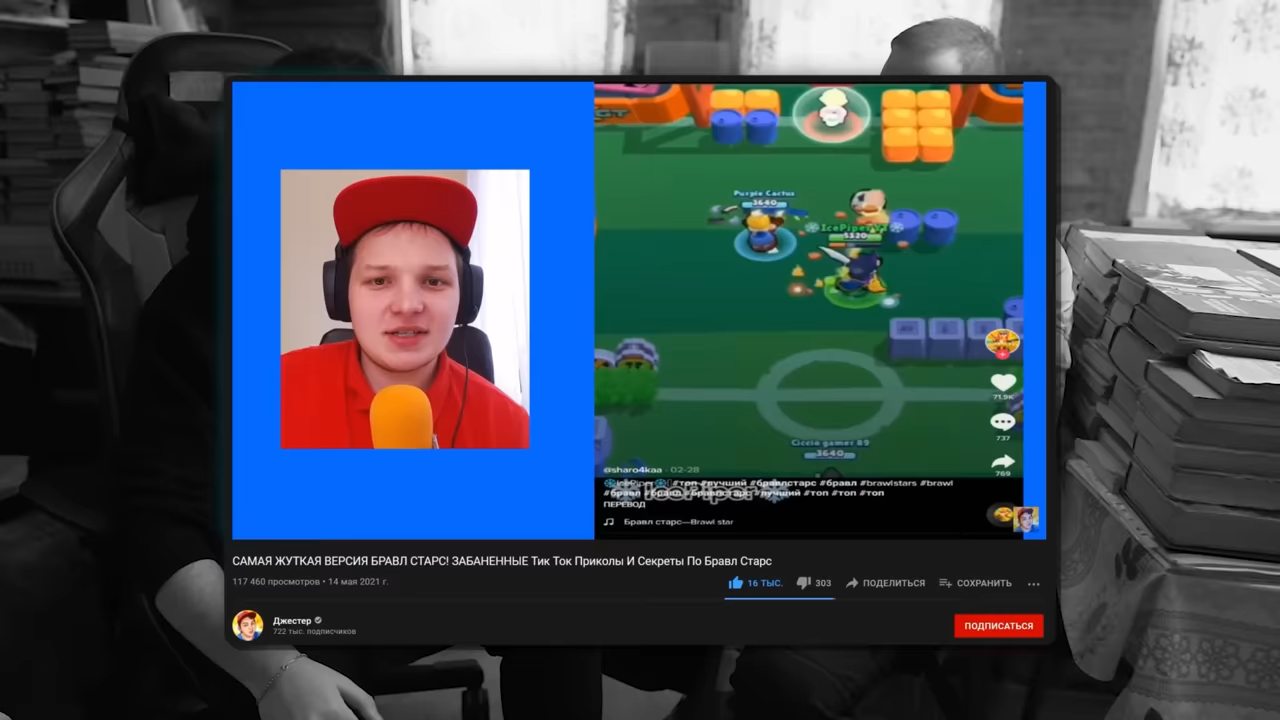 Purple Cactus
3640
IcePiper
5320
71.9K
737
769
Ciccio gamer 89
3640
@sharo4kaa · 02-28
#топ #лучший #бравлстарс #бравл #brawlstars #brawl
#бравл #бравл #бравлстарс #лучший #топ #топ #топ
ПЕРЕВОД
Бравл старс—Brawl star
САМАЯ ЖУТКАЯ ВЕРСИЯ БРАВЛ СТАРС! ЗАБАНЕННЫЕ Тик Ток Приколы И Секреты По Бравл Старс
117 460 просмотров • 14 мая 2021 г.
16 ТЫС.
303
ПОДЕЛИТЬСЯ
СОХРАНИТЬ
Джестер
722 тыс. подписчиков
ПОДПИСАТЬСЯ